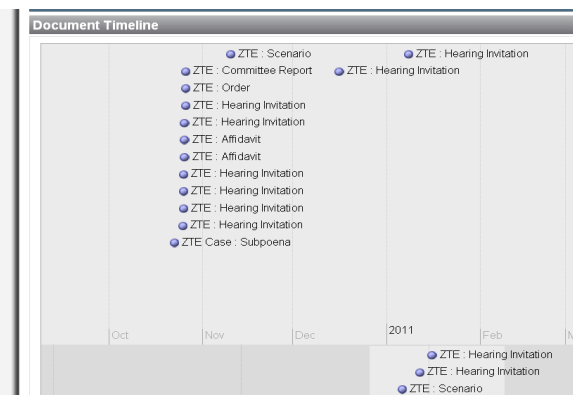 Document Timeline
ZTE : Scenario ZTE : Hearing Invitation
ZTE : Committee Report ZTE : Hearing Invitation
ZTE : Order
ZTE : Hearing Invitation
ZTE : Hearing Invitation
ZTE : Affidavit
ZTE : Affidavit
ZTE : Hearing Invitation
ZTE : Hearing Invitation
ZTE : Hearing Invitation
ZTE : Hearing Invitation
ZTE Case : Subpoena
Oct Nov Dec 2011 Feb
ZTE : Hearing Invitation
ZTE : Hearing Invitation
ZTE : Scenario